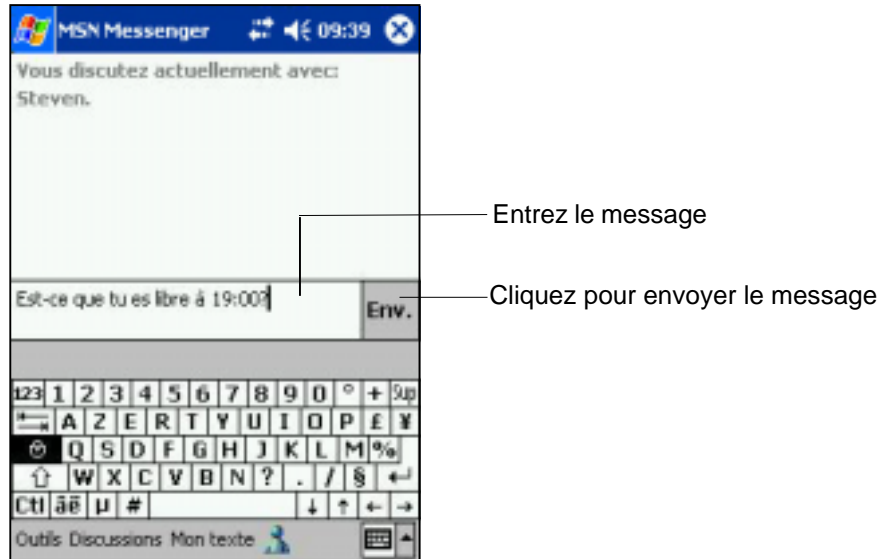 MSN Messenger 09:39
Vous discutez actuellement avec:
Steven.
Entrez le message
Est-ce que tu es libre á 19:00?
Env.
Cliquez pour envoyer le message
123 1 2 3 4 5 6 7 8 9 0 ° + Sup
A Z E R T Y U I O P £ ¥
Q S D F G H J K L M %
W X C V B N ? . / §
Ctl áë µ # ↓ ↑ ← →
Outils Discussions Mon texte